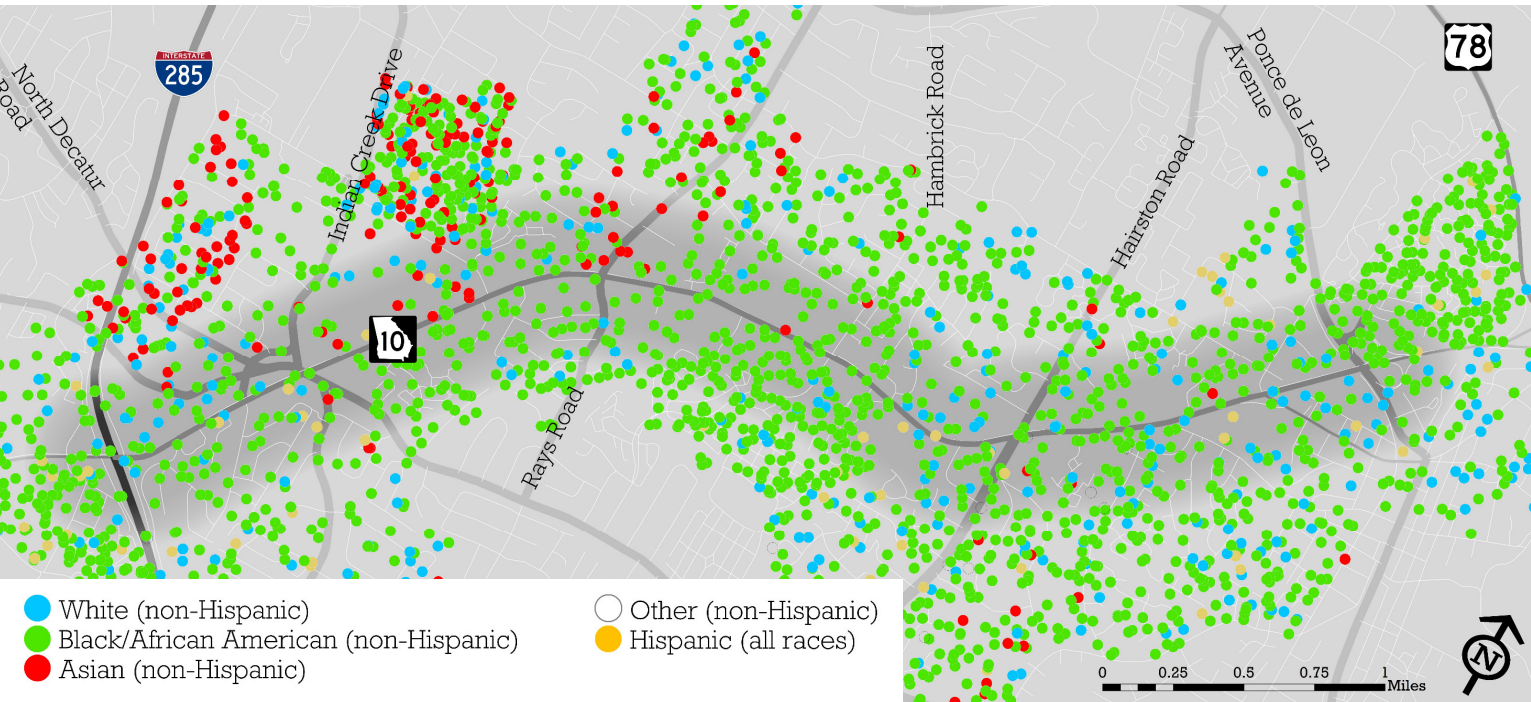 North Decatur
Road
INTERSTATE
285
Indian Creek Drive
10
Rays Road
Hambrick Road
Hairston Road
Ponce de Leon
Avenue
78
White (non-Hispanic)
Black/African American (non-Hispanic)
Asian (non-Hispanic)
Other (non-Hispanic)
Hispanic (all races)
0 0.25 0.5 0.75 1
Miles
N